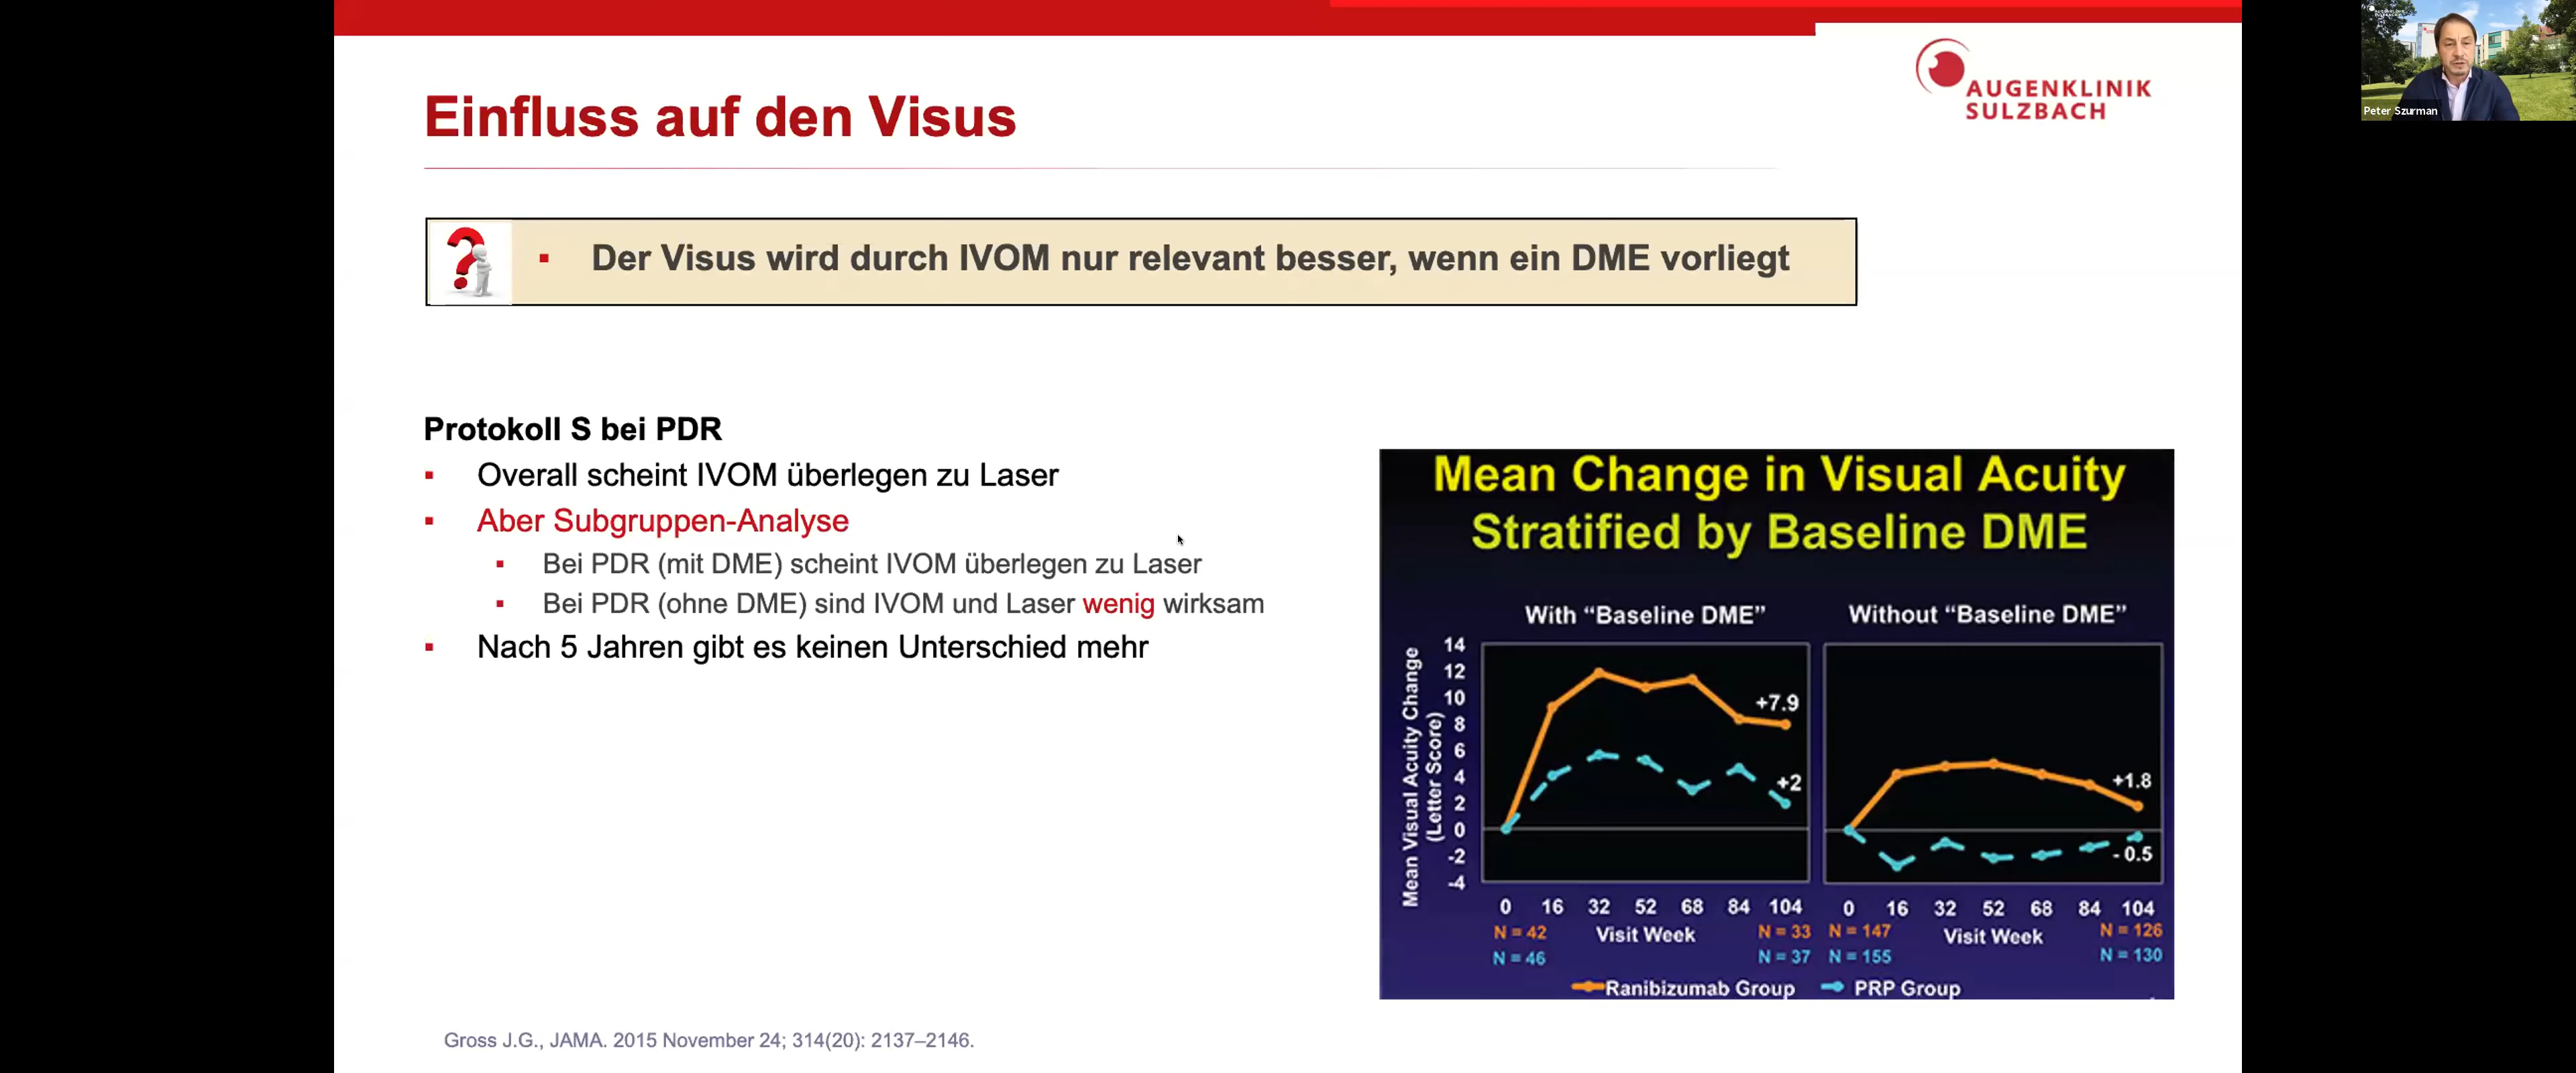 Einfluss auf den Visus
AUGENKLINIK
SULZBACH
Peter Szurman
▪ Der Visus wird durch IVOM nur relevant besser, wenn ein DME vorliegt
Protokoll S bei PDR
▪ Overall scheint IVOM überlegen zu Laser
▪ Aber Subgruppen-Analyse
▪ Bei PDR (mit DME) scheint IVOM überlegen zu Laser
▪ Bei PDR (ohne DME) sind IVOM und Laser wenig wirksam
▪ Nach 5 Jahren gibt es keinen Unterschied mehr
Mean Change in Visual Acuity
Stratified by Baseline DME
With “Baseline DME” Without “Baseline DME”
Mean Visual Acuity Change
(Letter Score)
14
12
10
8
6
4
2
0
-2
-4
+7.9
+2
+1.8
- 0.5
0 16 32 52 68 84 104 0 16 32 52 68 84 104
N = 42 Visit Week N = 33 N = 147 Visit Week N = 126
N = 46 N = 37 N = 155 N = 130
Ranibizumab Group PRP Group
Gross J.G., JAMA. 2015 November 24; 314(20): 2137–2146.